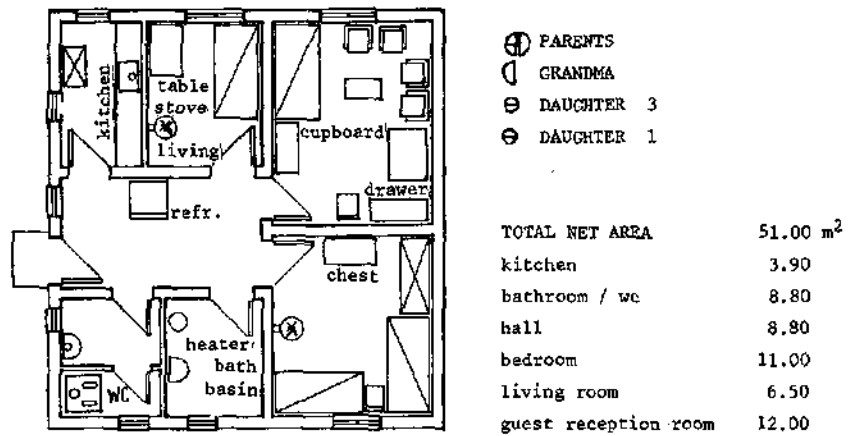 kitchen
table
stove
living
cupboard
drawer
refr.
chest
heater
bath
basin
WC
PARENTS
GRANDMA
DAUGHTER 3
DAUGHTER 1
TOTAL NET AREA 51.00 m²
kitchen 3.90
bathroom / wc 8.80
hall 8.80
bedroom 11.00
living room 6.50
guest reception room 12.00